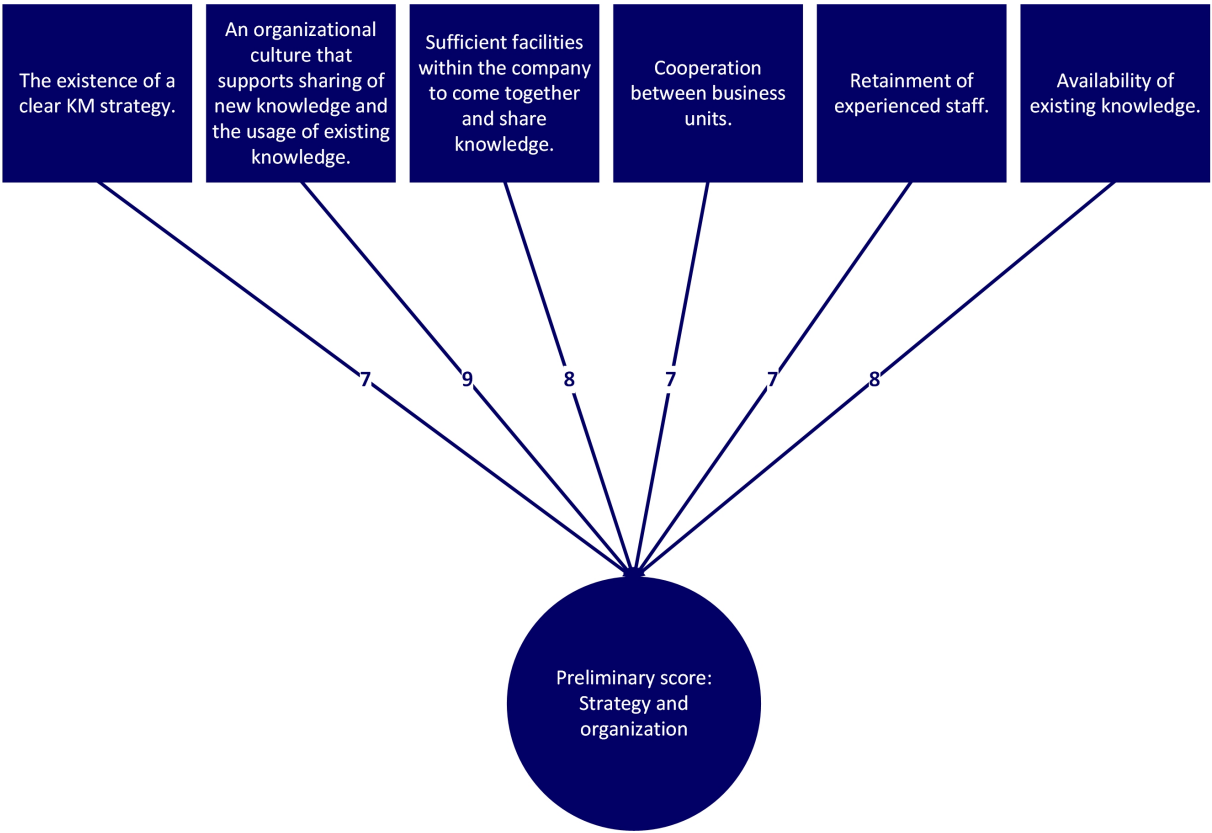 The existence of a
clear KM strategy.
An organizational
culture that
supports sharing of
new knowledge and
the usage of existing
knowledge.
Sufficient facilities
within the company
to come together
and share
knowledge.
Cooperation
between business
units.
Retainment of
experienced staff.
Availability of
existing knowledge.
7
9
8
7
7
8
Preliminary score:
Strategy and
organization